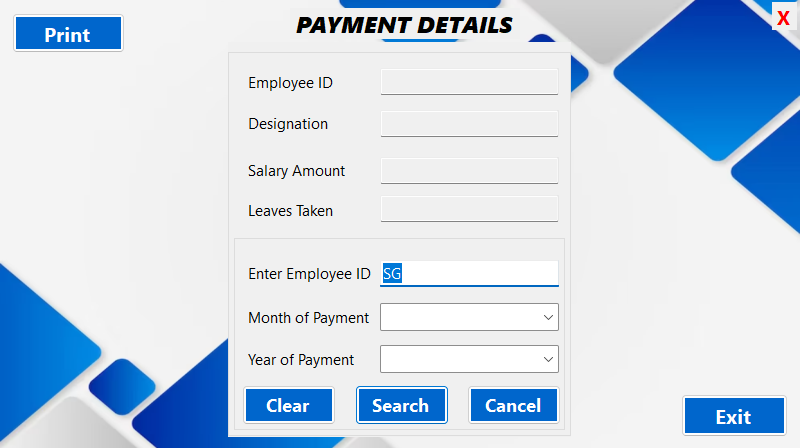 PAYMENT DETAILS
X
Print
Employee ID
Designation
Salary Amount
Leaves Taken
Enter Employee ID SG
Month of Payment
Year of Payment
Clear Search Cancel
Exit